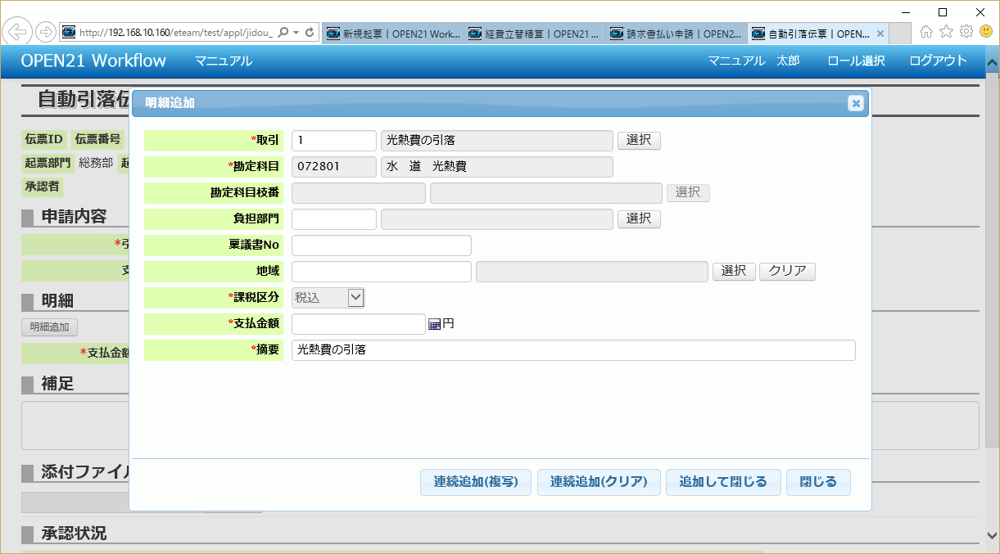 http://192.168.10.160/eteam/test/appl/jidou_
新規起票 | OPEN21 Work...
経費立替精算 | OPEN21 ...
請求書払い申請 | OPEN2...
自動引落伝票 | OPEN...
OPEN21 Workflow マニュアル マニュアル 太郎 ロール選択 ログアウト
自動引落伝
伝票ID 伝票番号
起票部門 総務部 起
承認者
申請内容
*引
支
明細
明細追加
*支払金額
補足
添付ファイル
承認状況
明細追加
*取引 1 光熱費の引落 選択
*勘定科目 072801 水 道 光熱費
勘定科目枝番 選択
負担部門 選択
稟議書No
地域 選択 クリア
*課税区分 税込
*支払金額 円
*摘要 光熱費の引落
連続追加(複写) 連続追加(クリア) 追加して閉じる 閉じる